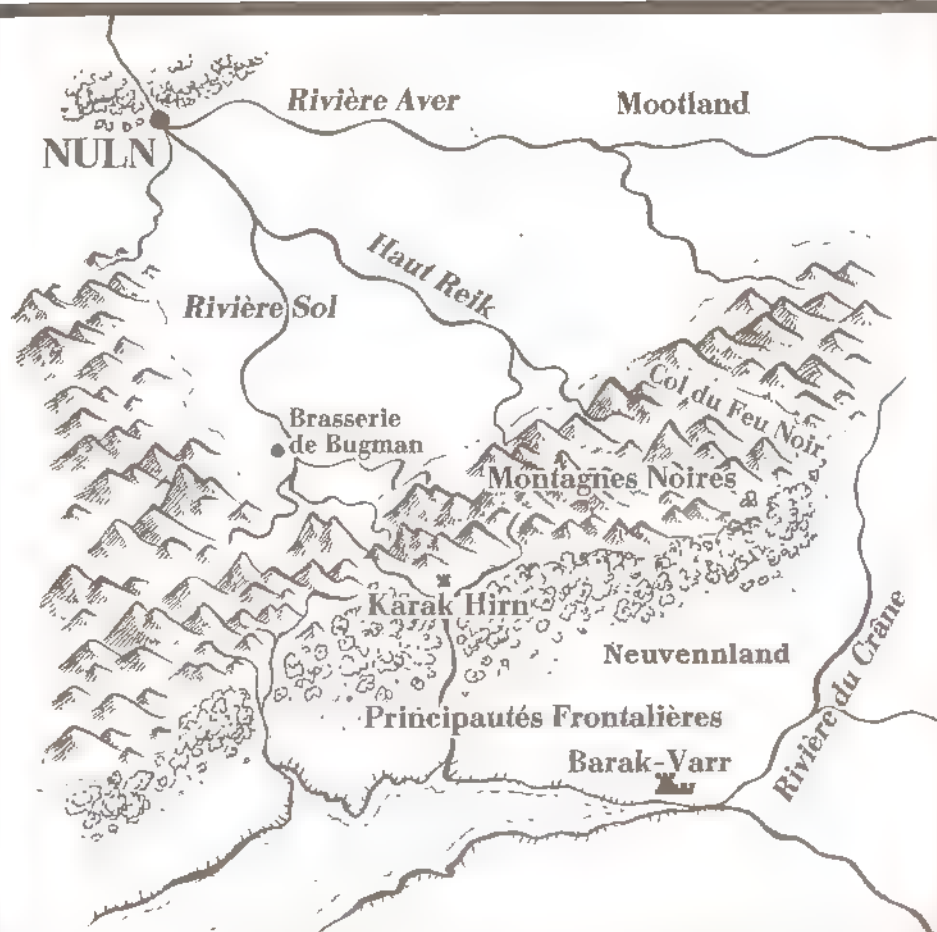 Rivière Aver
Mootland
NULN
Haut Reik
Rivière Sol
Col du Feu Noir
Brasserie
de Bugman
Montagnes Noires
Karak Hirn
Neuvennland
Rivière du Crâne
Principautés Frontalières
Barak-Varr